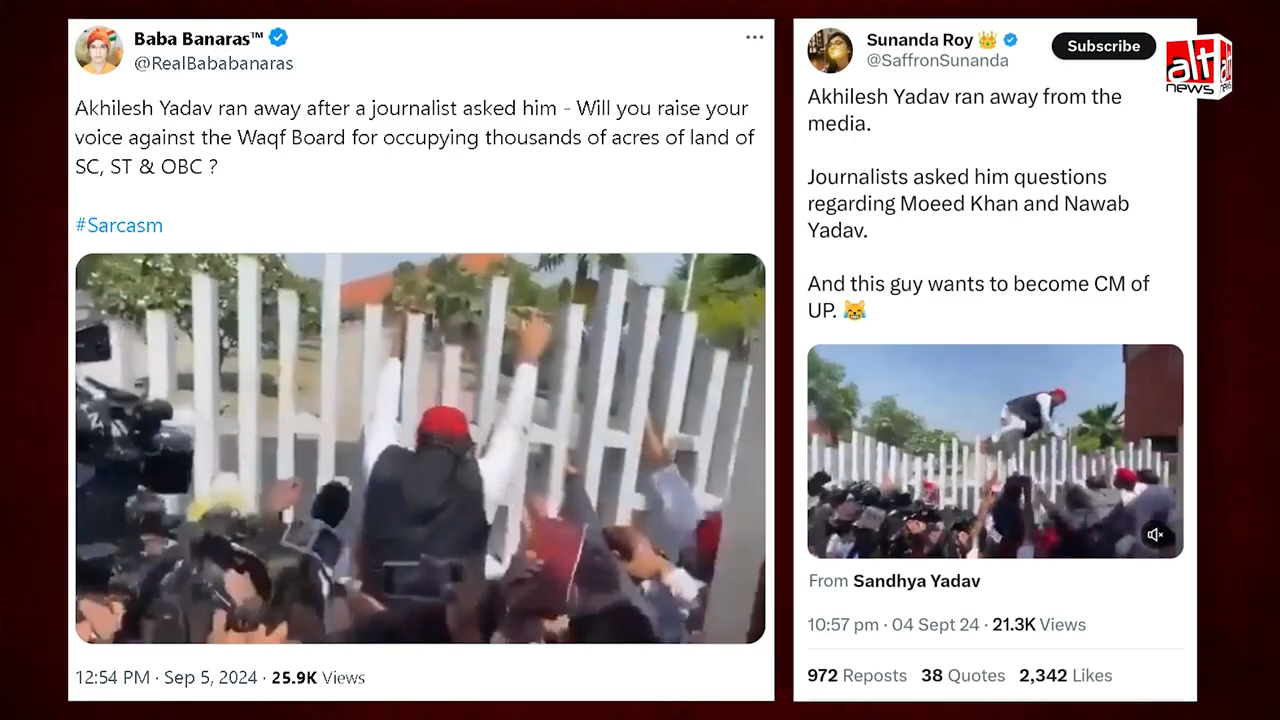 Baba Banaras™
@RealBababanaras
Akhilesh Yadav ran away after a journalist asked him - Will you raise your
voice against the Waqf Board for occupying thousands of acres of land of
SC, ST & OBC ?
#Sarcasm
12:54 PM · Sep 5, 2024 · 25.9K Views
Sunanda Roy 👑
@SaffronSunanda
Subscribe
alt
news
Akhilesh Yadav ran away from the
media.
Journalists asked him questions
regarding Moeed Khan and Nawab
Yadav.
And this guy wants to become CM of
UP. 😹
From Sandhya Yadav
10:57 pm · 04 Sept 24 · 21.3K Views
972 Reposts 38 Quotes 2,342 Likes